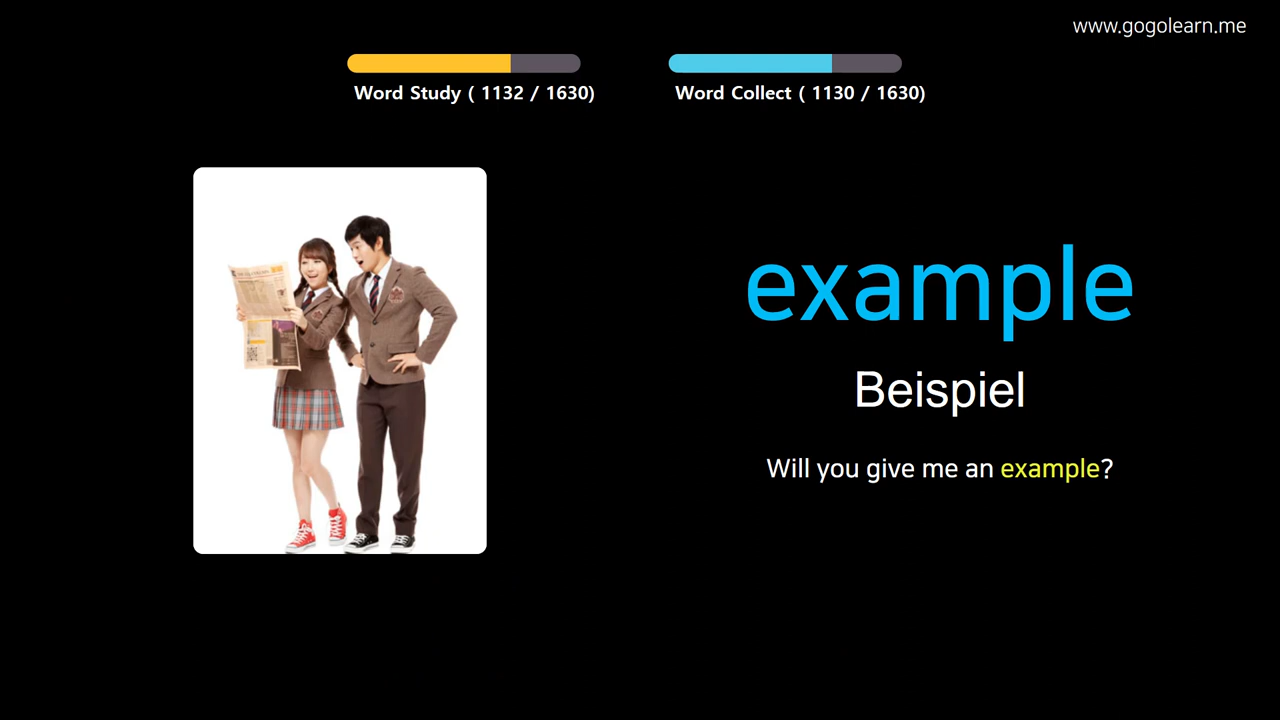 www.gogolearn.me
Word Study ( 1132 / 1630)
Word Collect ( 1130 / 1630)
example
Beispiel
Will you give me an example?